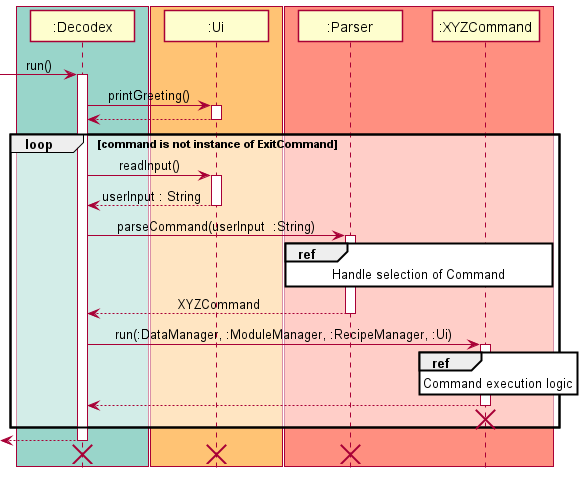 :Decodex :Ui :Parser :XYZCommand
run()
printGreeting()
loop [command is not instance of ExitCommand]
readInput()
userInput : String
parseCommand(userInput :String)
ref
Handle selection of Command
XYZCommand
run(:DataManager, :ModuleManager, :RecipeManager, :Ui)
ref
Command execution logic